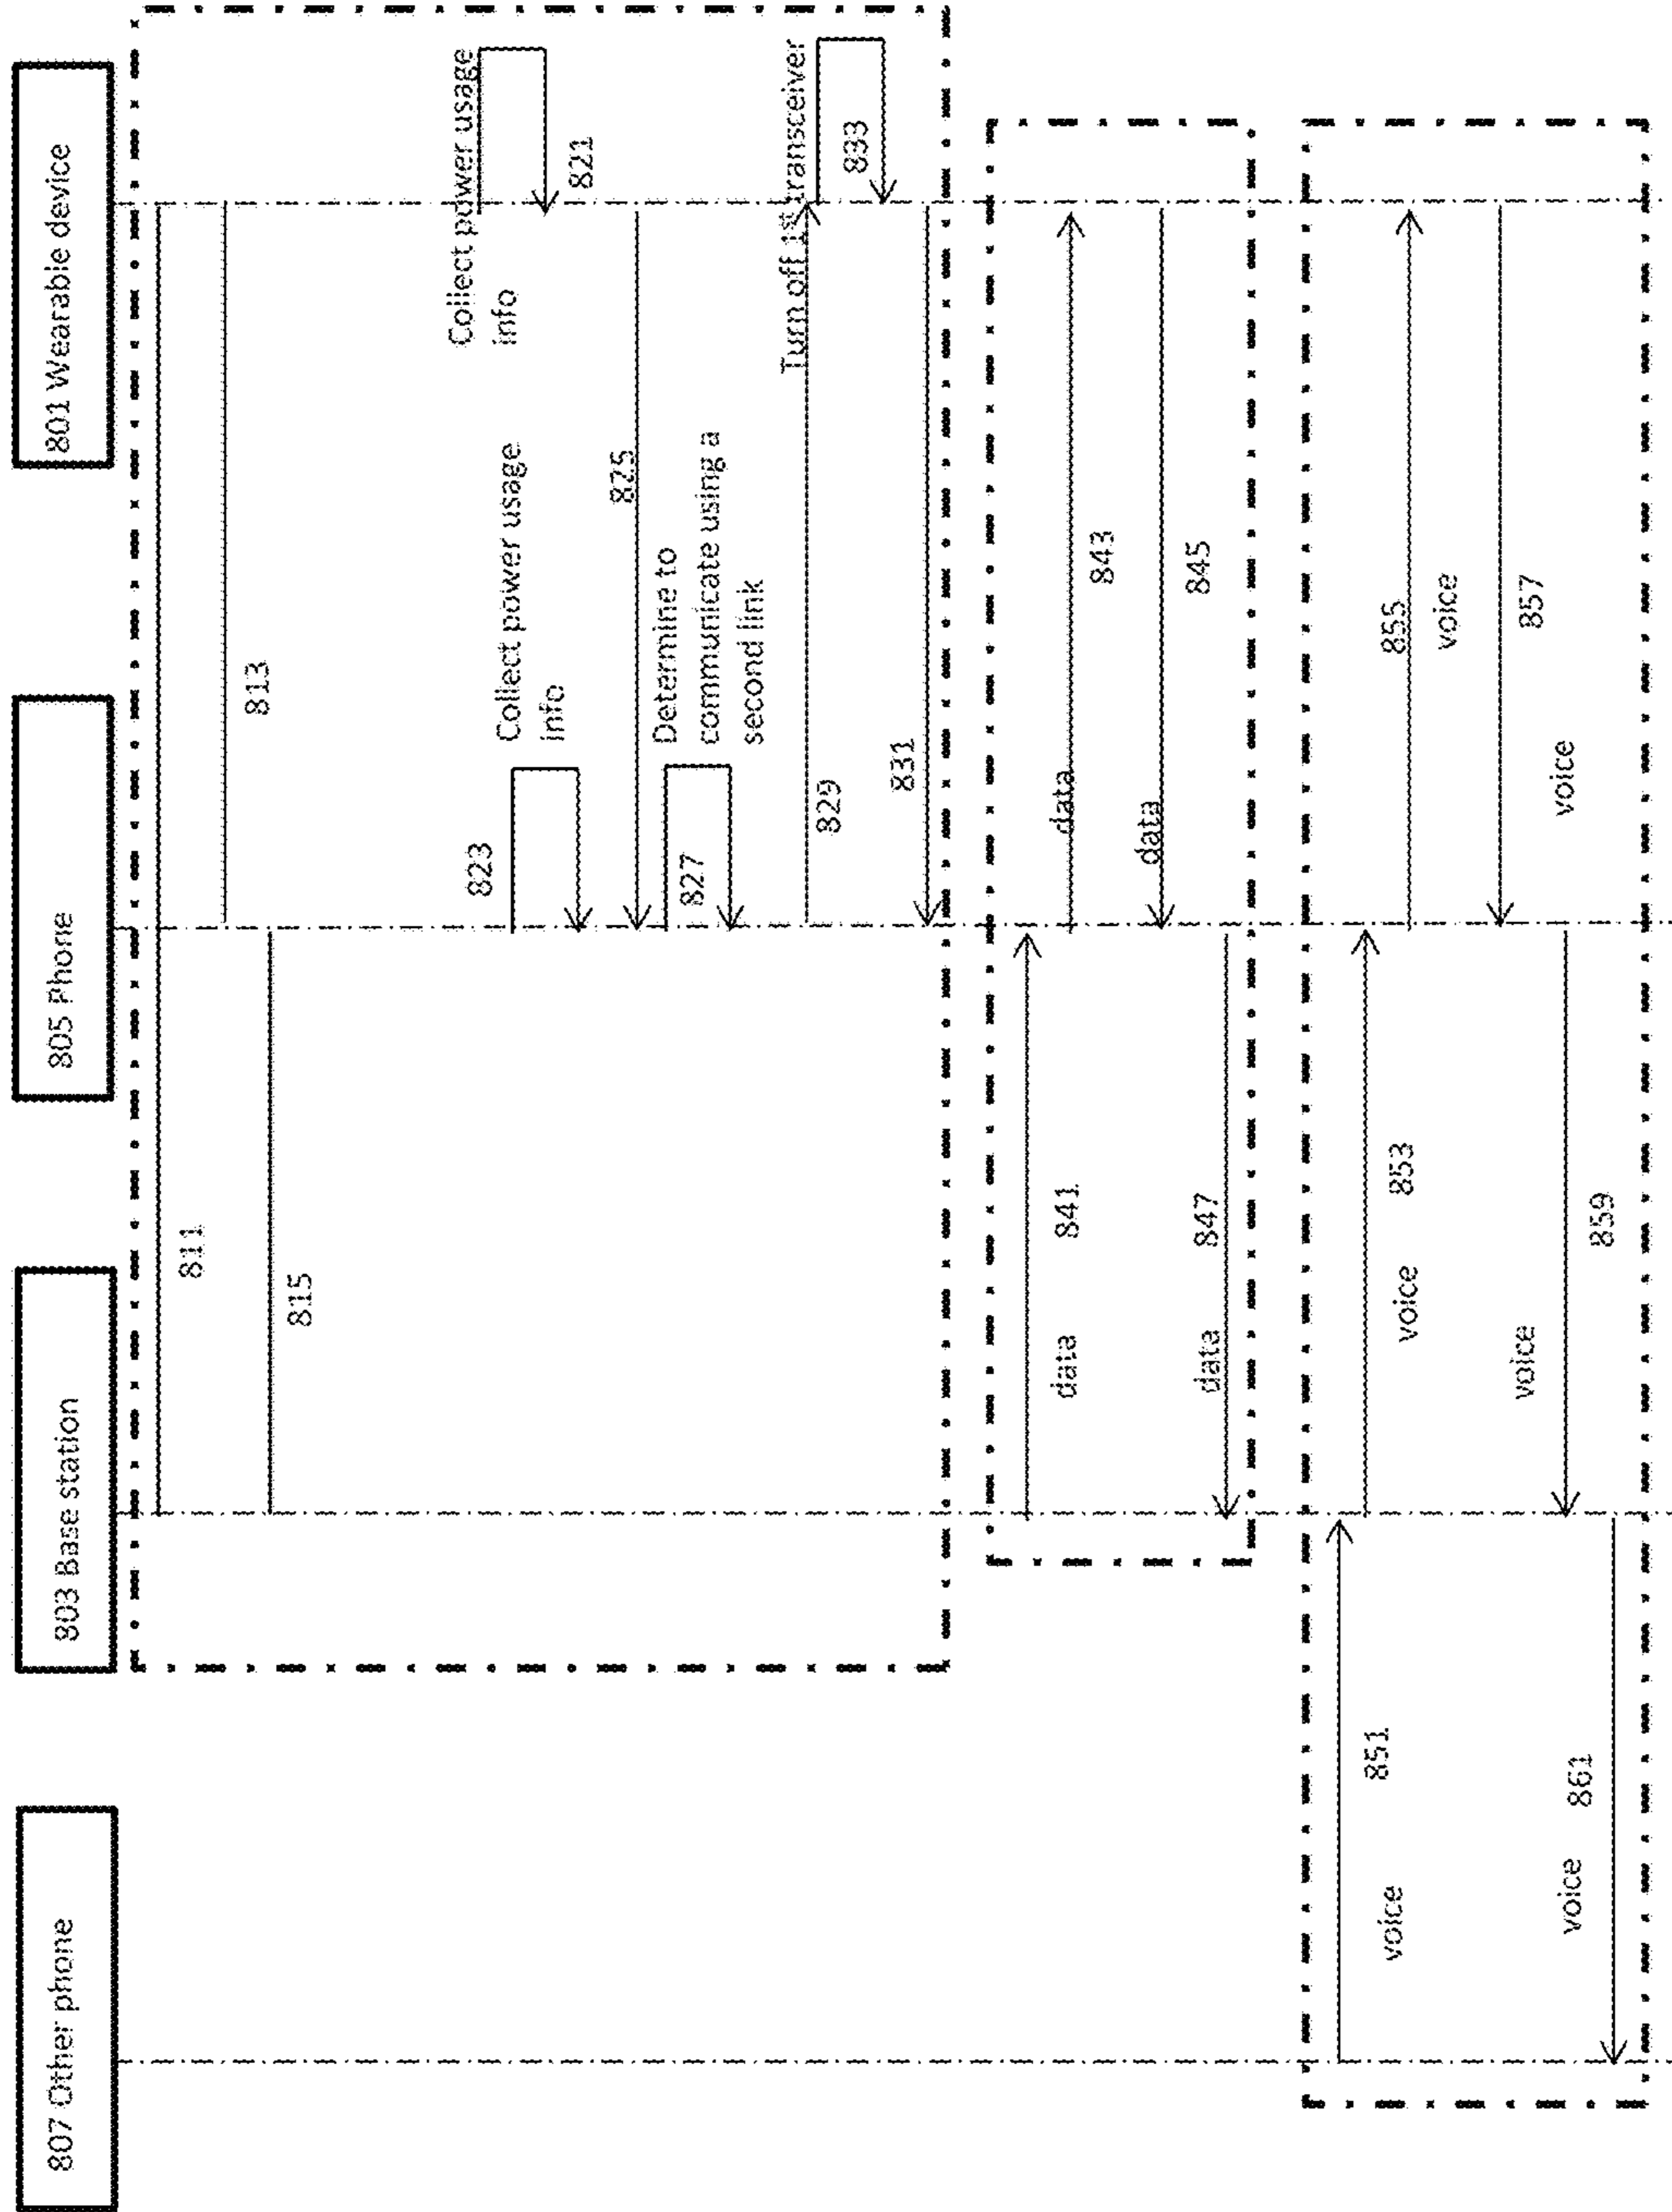 807 Other phone
803 Base station
805 Phone
801 Wearable device
811
813
815
Collect power usage
info
821
823
Collect power usage
info
825
827
Determine to
communicate using a
second link
829
Turn off 1st transceiver
833
831
841
data
data
843
data
845
847
data
851
voice
853
voice
855
voice
857
voice
859
voice
861
voice